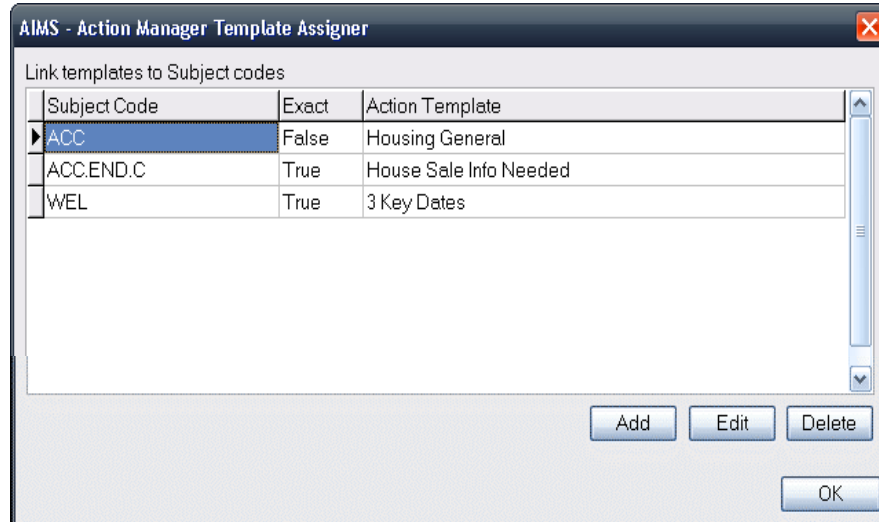 AIMS - Action Manager Template Assigner
Link templates to Subject codes
Subject Code Exact Action Template
ACC False Housing General
ACC.END.C True House Sale Info Needed
WEL True 3 Key Dates
Add Edit Delete
OK